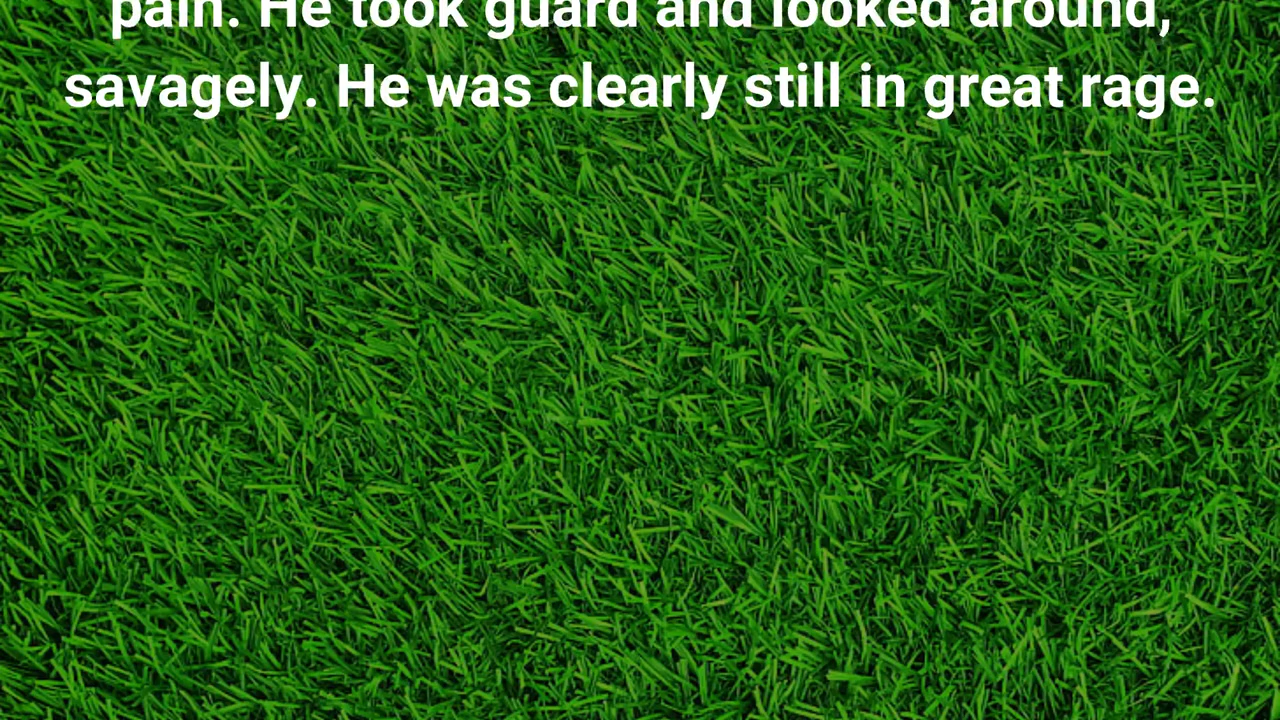 pain. He took guard and looked around,
savagely. He was clearly still in great rage.